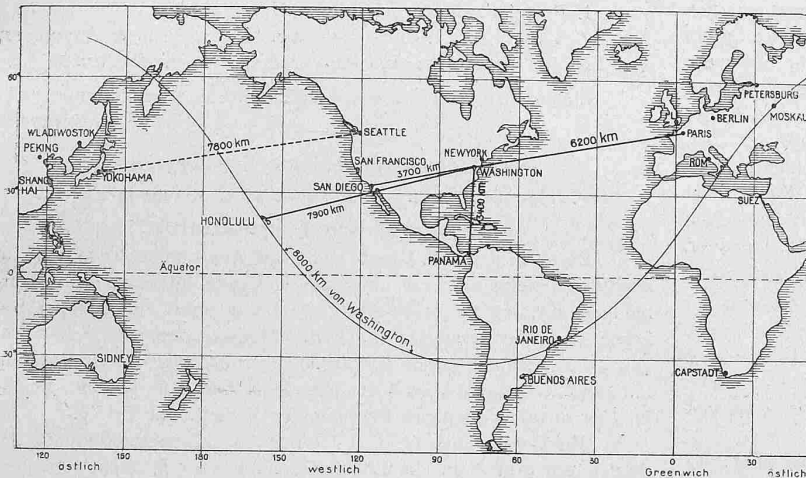 60°
PETERSBURG
BERLIN
MOSKAU
WLADIWOSTOK
PEKING
SEATTLE
7800 km
NEWYORK
6200 km
PARIS
SAN FRANCISCO
3700 km
WASHINGTON
ROM
SHANG
HAI
YOKOHAMA
30°
SAN DIEGO
SUEZ
3400 km
HONOLULU
7900 km
PANAMA
Äquator
0°
8000 km von Washington
RIO DE
JANEIRO
30°
SIDNEY
BUENOS AIRES
CAPSTADT
120 150 180 150 120 90 60 30 0 30
östlich westlich Greenwich östlich